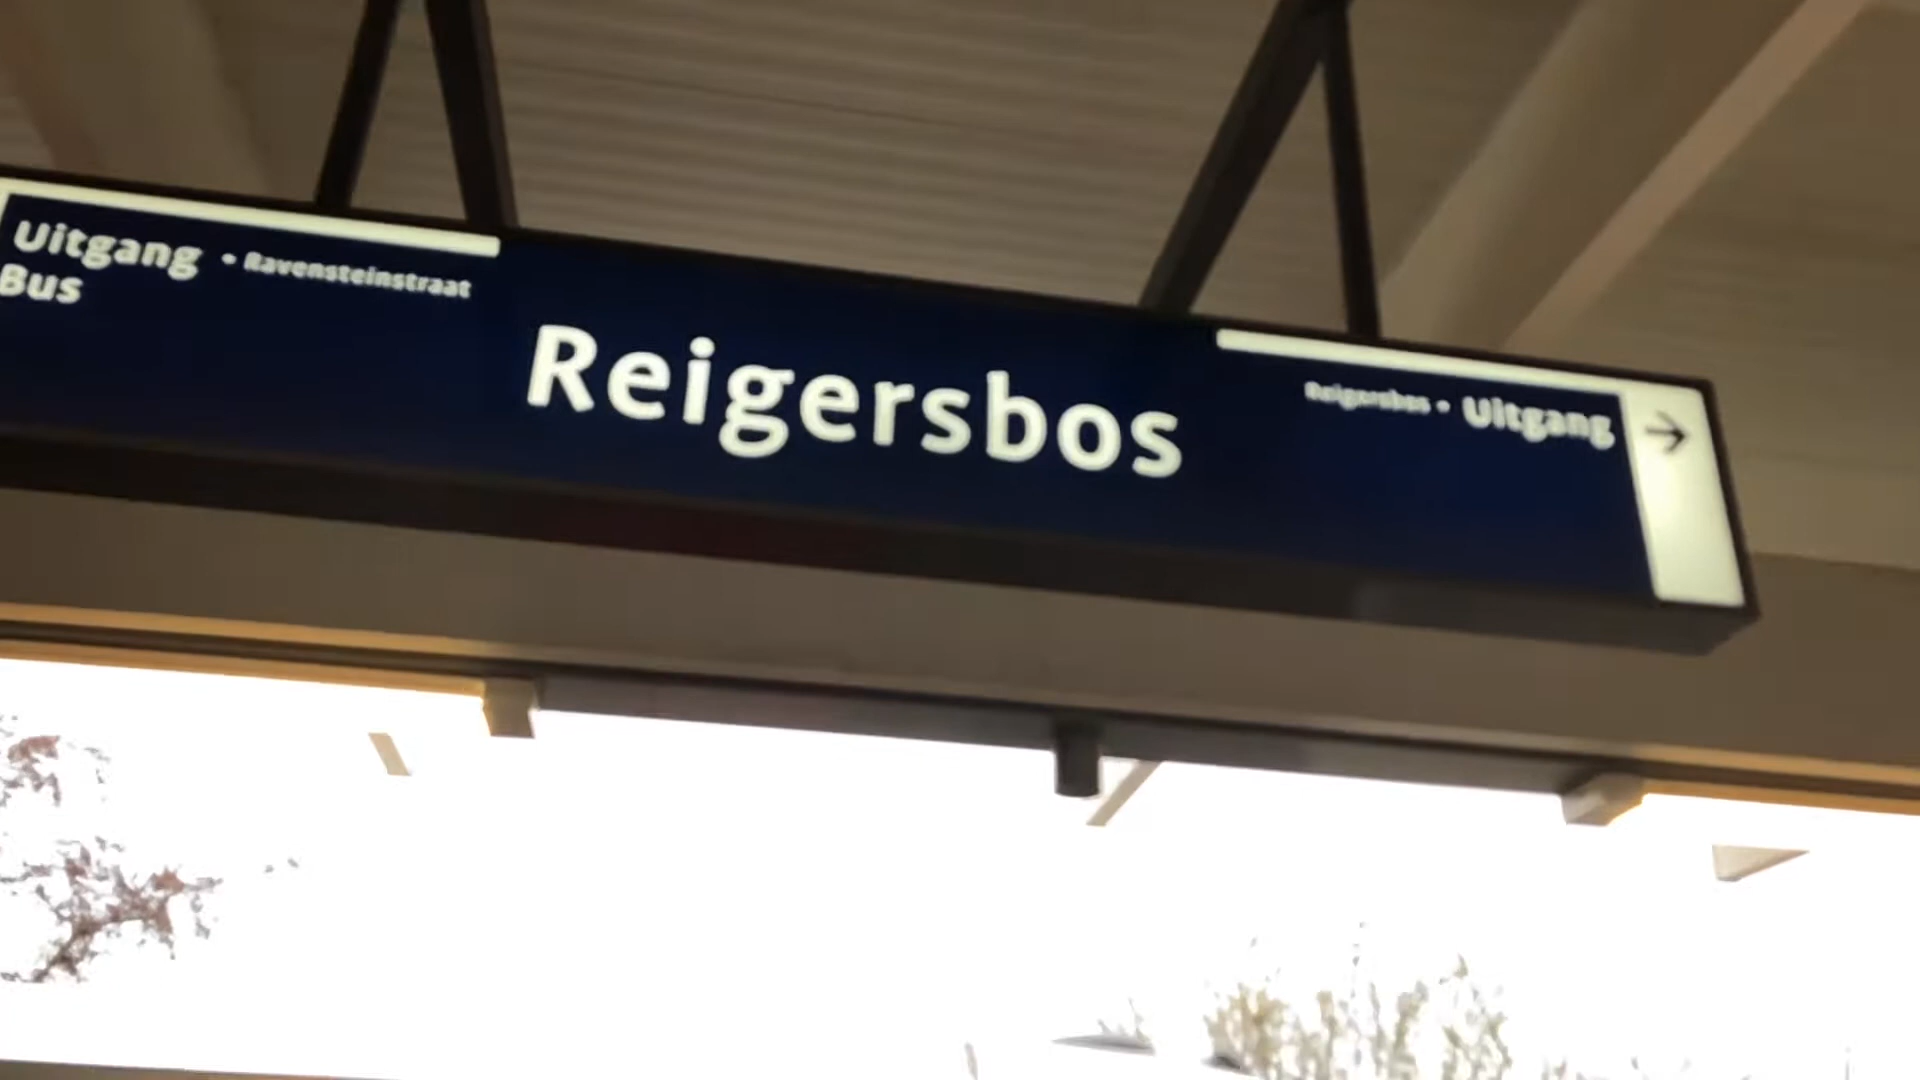 Uitgang • Ravensteinstraat
Bus
Reigersbos
Reigersbos • Uitgang →